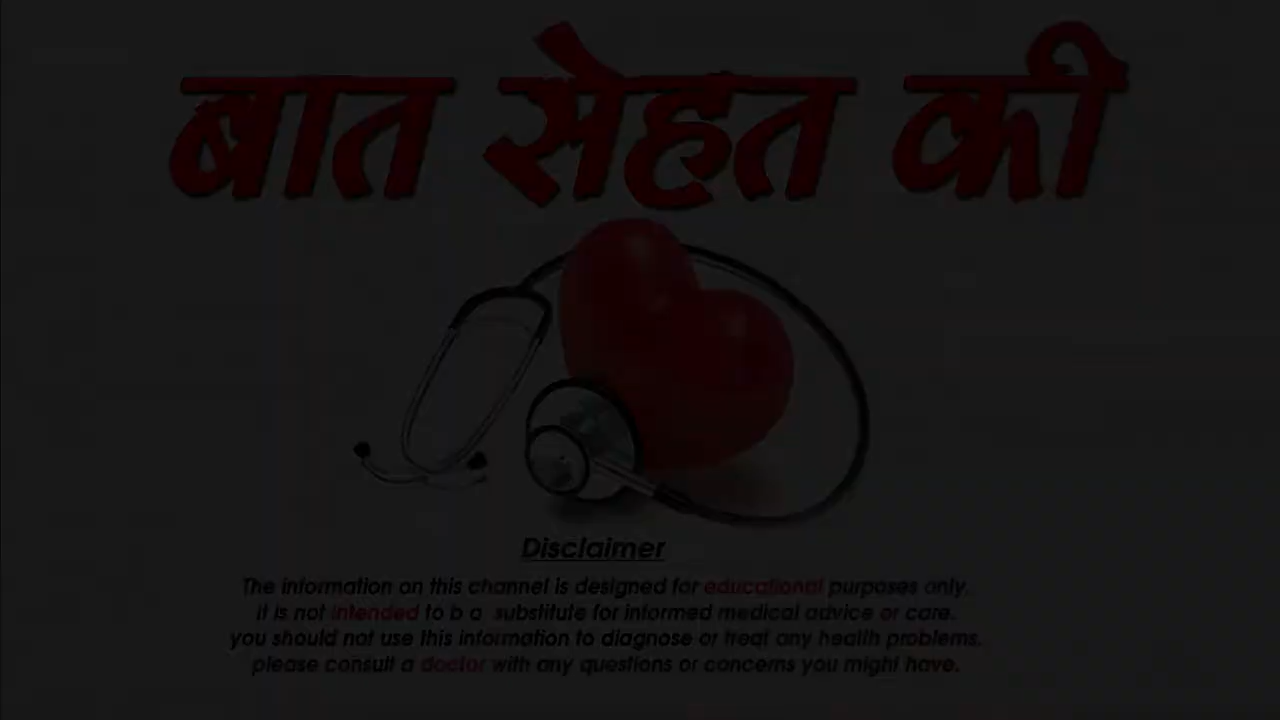 बात सेहत की
Disclaimer
The information on this channel is designed for educational purposes only.
it is not intended to b a substitute for informed medical advice or care.
you should not use this information to diagnose or treat any health problems.
please consult a doctor with any questions or concerns you might have.